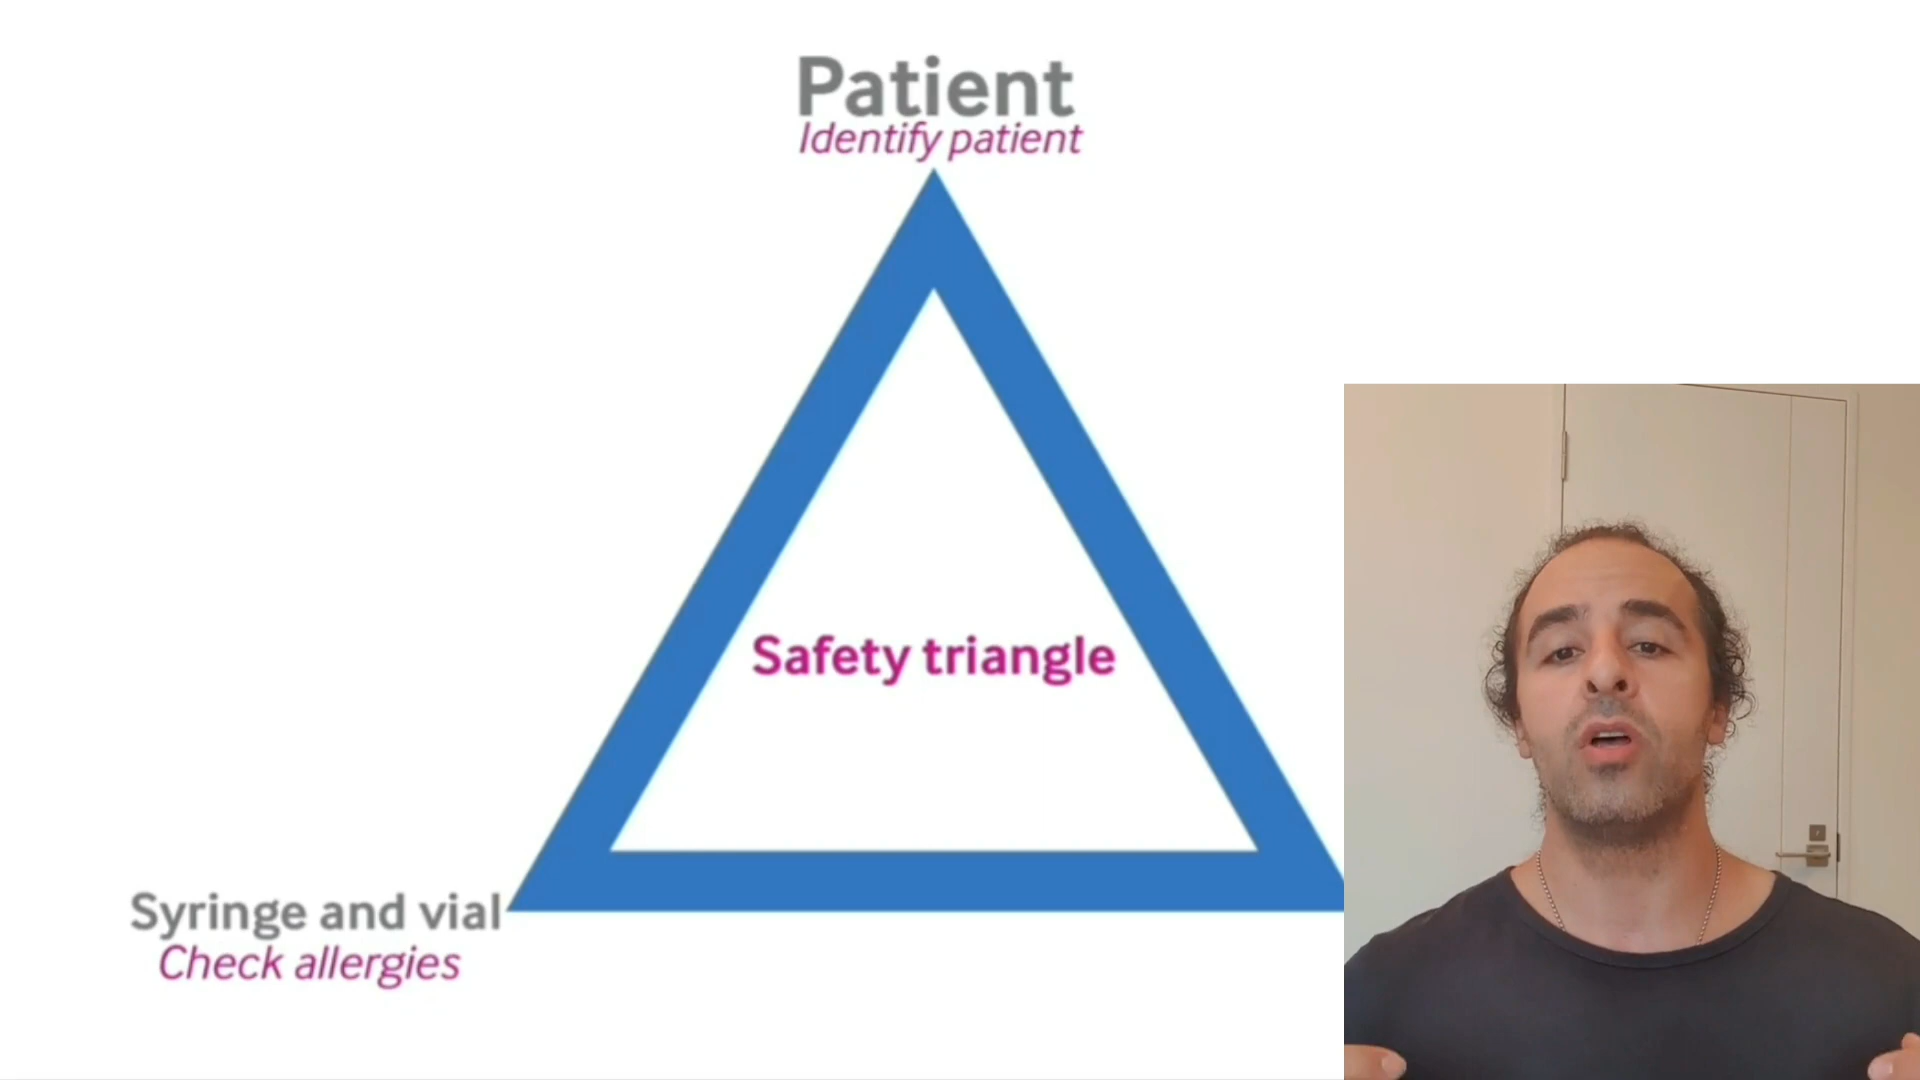 Patient
Identify patient
Safety triangle
Syringe and vial
Check allergies